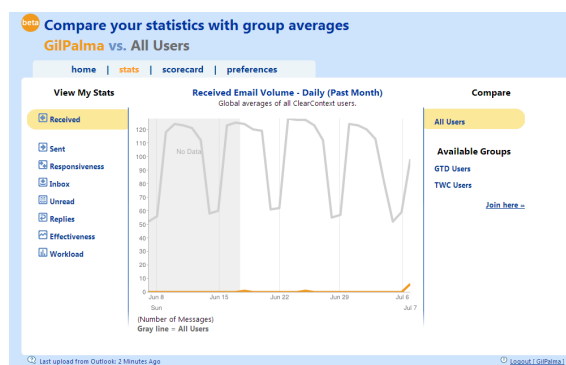 beta
Compare your statistics with group averages
GilPalma vs. All Users
home | stats | scorecard | preferences
View My Stats
Received
Sent
Responsiveness
Inbox
Unread
Replies
Effectiveness
Workload
Received Email Volume - Daily (Past Month)
Global averages of all ClearContext users.
No Data
120
110
100
90
80
70
60
50
40
30
20
10
0
Jun 8 Jun 15 Jun 22 Jun 29 Jul 6
Sun Jul 7
(Number of Messages)
Gray line = All Users
Compare
All Users
Available Groups
GTD Users
TWC Users
Join here »
Last upload from Outlook: 2 Minutes Ago
Logout [ GilPalma ]